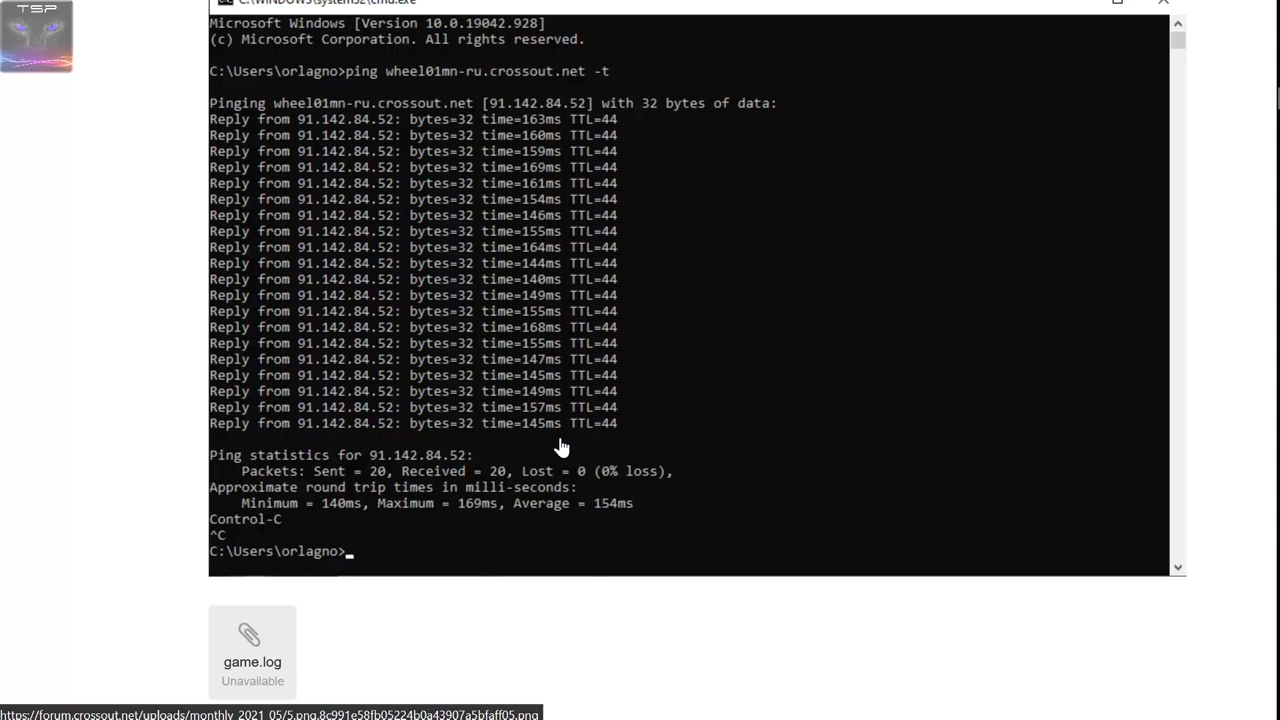 TSP
C:\WINDOWS\system32\cmd.exe
Microsoft Windows [Version 10.0.19042.928]
(c) Microsoft Corporation. All rights reserved.
C:\Users\orlagno>ping wheel01mn-ru.crossout.net -t
Pinging wheel01mn-ru.crossout.net [91.142.84.52] with 32 bytes of data:
Reply from 91.142.84.52: bytes=32 time=163ms TTL=44
Reply from 91.142.84.52: bytes=32 time=160ms TTL=44
Reply from 91.142.84.52: bytes=32 time=159ms TTL=44
Reply from 91.142.84.52: bytes=32 time=169ms TTL=44
Reply from 91.142.84.52: bytes=32 time=161ms TTL=44
Reply from 91.142.84.52: bytes=32 time=154ms TTL=44
Reply from 91.142.84.52: bytes=32 time=146ms TTL=44
Reply from 91.142.84.52: bytes=32 time=155ms TTL=44
Reply from 91.142.84.52: bytes=32 time=164ms TTL=44
Reply from 91.142.84.52: bytes=32 time=144ms TTL=44
Reply from 91.142.84.52: bytes=32 time=140ms TTL=44
Reply from 91.142.84.52: bytes=32 time=149ms TTL=44
Reply from 91.142.84.52: bytes=32 time=155ms TTL=44
Reply from 91.142.84.52: bytes=32 time=168ms TTL=44
Reply from 91.142.84.52: bytes=32 time=155ms TTL=44
Reply from 91.142.84.52: bytes=32 time=147ms TTL=44
Reply from 91.142.84.52: bytes=32 time=145ms TTL=44
Reply from 91.142.84.52: bytes=32 time=149ms TTL=44
Reply from 91.142.84.52: bytes=32 time=157ms TTL=44
Reply from 91.142.84.52: bytes=32 time=145ms TTL=44
Ping statistics for 91.142.84.52:
Packets: Sent = 20, Received = 20, Lost = 0 (0% loss),
Approximate round trip times in milli-seconds:
Minimum = 140ms, Maximum = 169ms, Average = 154ms
Control-C
^C
C:\Users\orlagno>
game.log
Unavailable
https://forum.crossout.net/uploads/monthly_2021_05/5.png.8c991e58fb05224b0a43907a5bfaff05.png